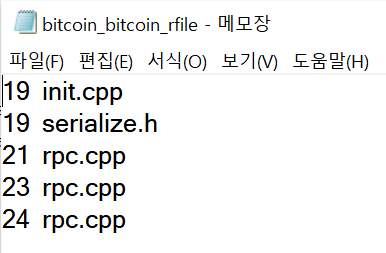 bitcoin_bitcoin_rfile - 메모장
파일(F) 편집(E) 서식(O) 보기(V) 도움말(H)
19 init.cpp
19 serialize.h
21 rpc.cpp
23 rpc.cpp
24 rpc.cpp